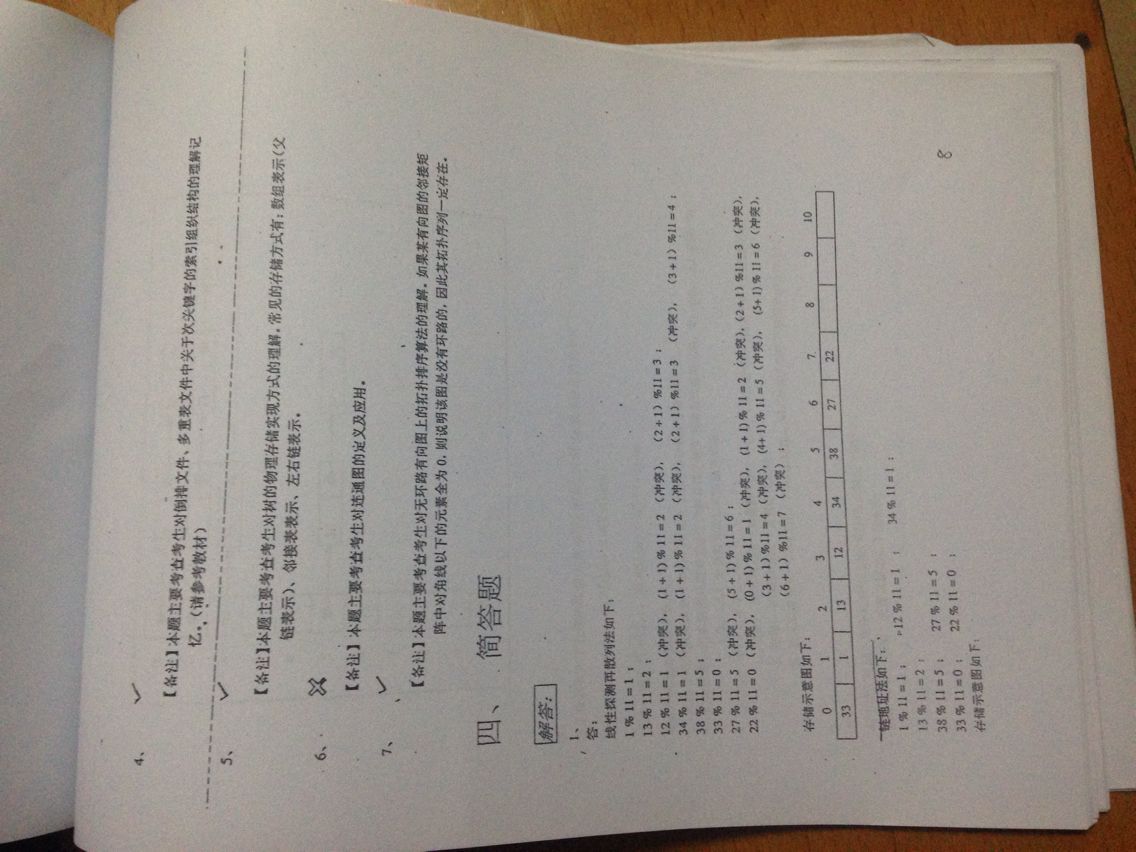 4、 ✓
【备注】本题主要考查考生对倒排文件、多重表文件中关于次关键字的索引组织结构的理解记
忆。(请参考教材)
5、 ✓
【备注】本题主要考查考生对树的物理存储实现方式的理解。常见的存储方式有：数组表示(父
链表示)、邻接表表示、左右链表示。
6、 ✗
【备注】本题主要考查考生对连通图的定义及应用。
7、 ✓
【备注】本题主要考查考生对无环路有向图上的拓扑排序算法的理解。如果某有向图的邻接矩
阵中对角线以下的元素全为 0，则说明该图是没有环路的，因此其拓扑序列一定存在。
四、简答题
解答：
1、
答：
线性探测再散列法如下：
1 % 11 = 1；
13 % 11 = 2；
12 % 11 = 1（冲突），（1 + 1）% 11 = 2（冲突），（2 + 1）%11 = 3；
34 % 11 = 1（冲突），（1 + 1）% 11 = 2（冲突），（2 + 1）%11 = 3（冲突），（3 + 1）%11 = 4；
38 % 11 = 5；
33 % 11 = 0；
27 % 11 = 5（冲突），（5 + 1）% 11 = 6；
22 % 11 = 0（冲突），（0 + 1）% 11 = 1（冲突），（1 + 1）% 11 = 2（冲突），（2 + 1）%11 = 3（冲突），
（3 + 1）%11 = 4（冲突），（4 + 1）% 11 = 5（冲突），（5 + 1）% 11 = 6（冲突），
（6 + 1）%11 = 7（冲突）；
存储示意图如下：
0 1 2 3 4 5 6 7 8 9 10
33 1 13 12 34 38 27 22
链地址法如下：
1 % 11 = 1； 12 % 11 = 1； 34 % 11 = 1；
13 % 11 = 2；
38 % 11 = 5； 27 % 11 = 5；
33 % 11 = 0； 22 % 11 = 0；
存储示意图如下：
8